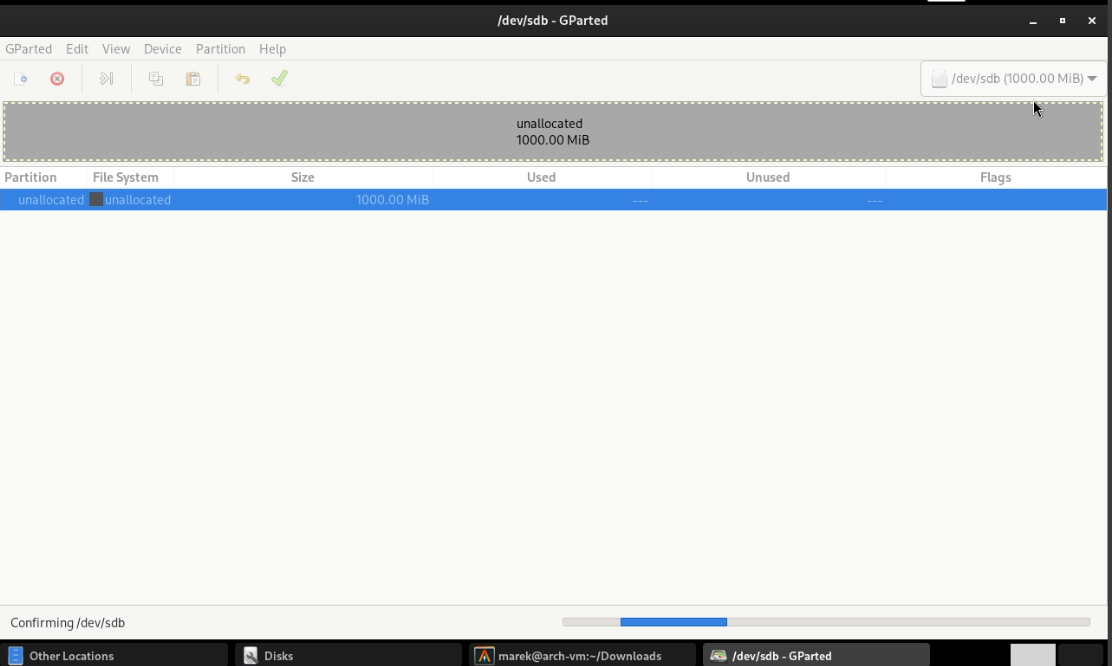 /dev/sdb - GParted
GParted Edit View Device Partition Help
/dev/sdb (1000.00 MiB)
unallocated
1000.00 MiB
Partition File System Size Used Unused Flags
unallocated unallocated 1000.00 MiB --- ---
Confirming /dev/sdb
Other Locations Disks marek@arch-vm:~/Downloads /dev/sdb - GParted